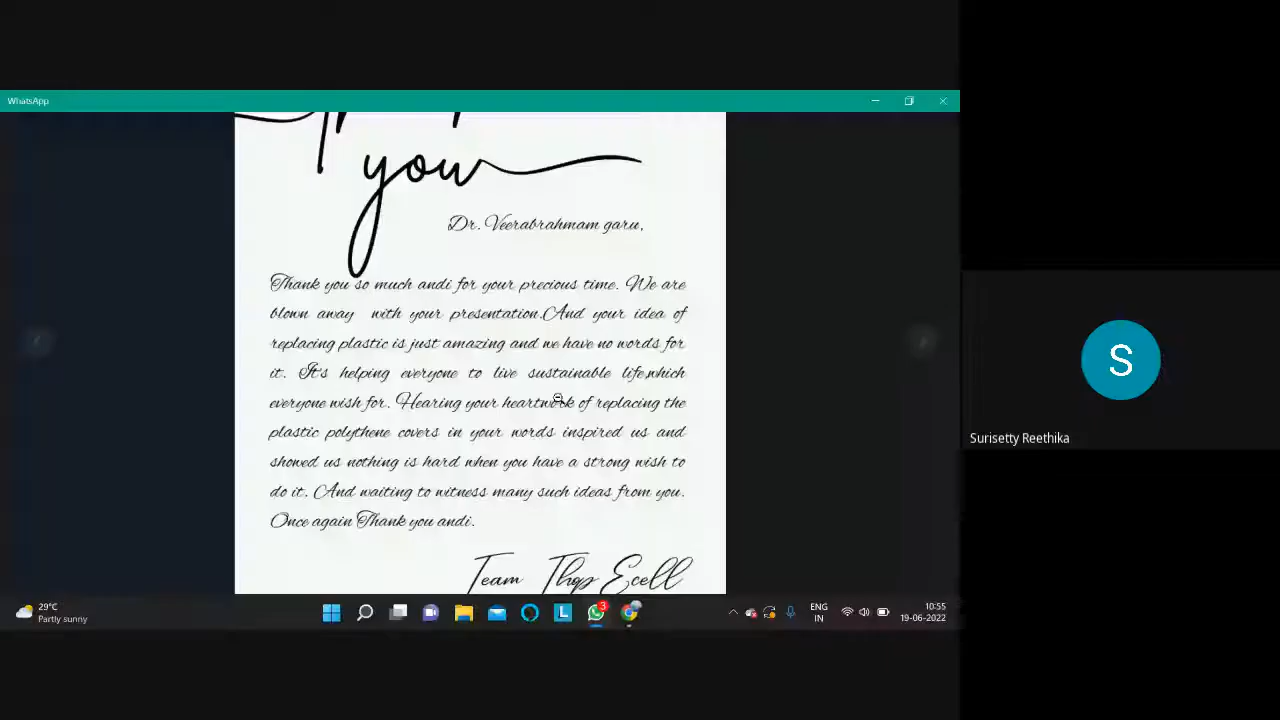 WhatsApp
you
Dr. Veerabrahmam garu,
Thank you so much andi for your precious time. We are
blown away with your presentation.And your idea of
replacing plastic is just amazing and we have no words for
it. It's helping everyone to live sustainable life,which
everyone wish for. Hearing your heartwork of replacing the
plastic polythene covers in your words inspired us and
showed us nothing is hard when you have a strong wish to
do it. And waiting to witness many such ideas from you.
Once again Thank you andi.
Team Thop Ecell
S
Surisetty Reethika
29°C
Partly sunny
L
3
ENG
IN
10:55
19-06-2022